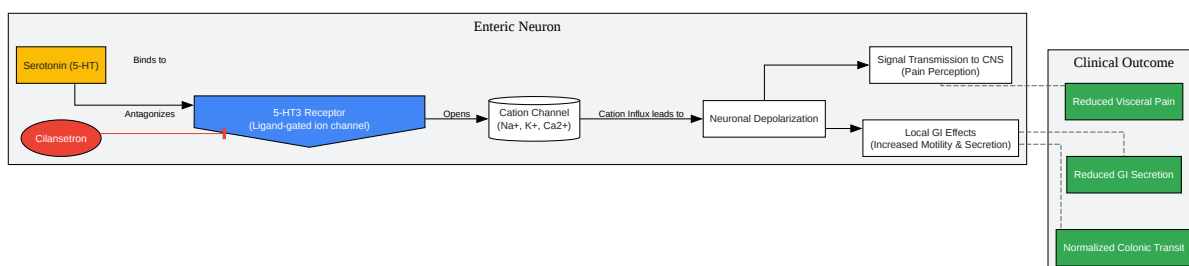 Enteric Neuron
Serotonin (5-HT)
Binds to
Antagonizes
Cilansetron
5-HT3 Receptor
(Ligand-gated ion channel)
Opens
Cation Channel
(Na+, K+, Ca2+)
Cation Influx leads to
Neuronal Depolarization
Signal Transmission to CNS
(Pain Perception)
Local GI Effects
(Increased Motility & Secretion)
Clinical Outcome
Reduced Visceral Pain
Reduced GI Secretion
Normalized Colonic Transit